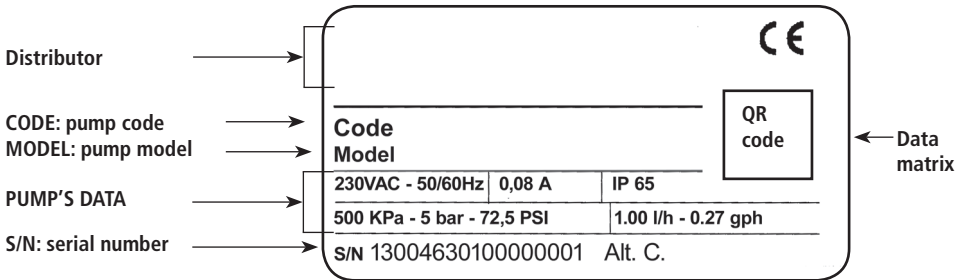 CE
Distributor
CODE: pump code
MODEL: pump model
PUMP'S DATA
S/N: serial number
Code
Model
230VAC - 50/60Hz 0,08 A IP 65
500 KPa - 5 bar - 72,5 PSI 1.00 l/h - 0.27 gph
S/N 13004630100000001 Alt. C.
QR
code
Data
matrix